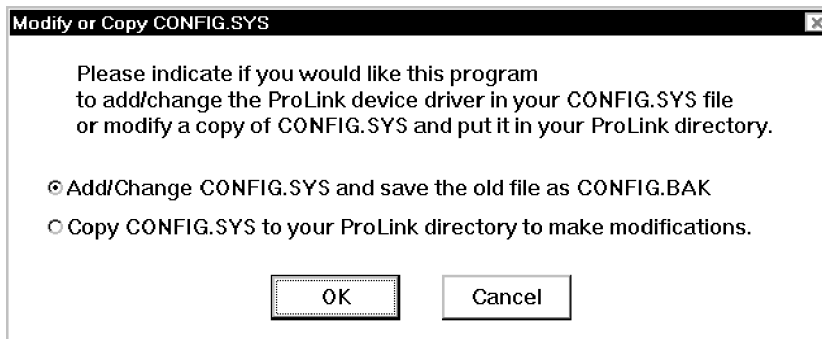 Modify or Copy CONFIG.SYS
Please indicate if you would like this program
to add/change the ProLink device driver in your CONFIG.SYS file
or modify a copy of CONFIG.SYS and put it in your ProLink directory.
Add/Change CONFIG.SYS and save the old file as CONFIG.BAK
Copy CONFIG.SYS to your ProLink directory to make modifications.
OK Cancel